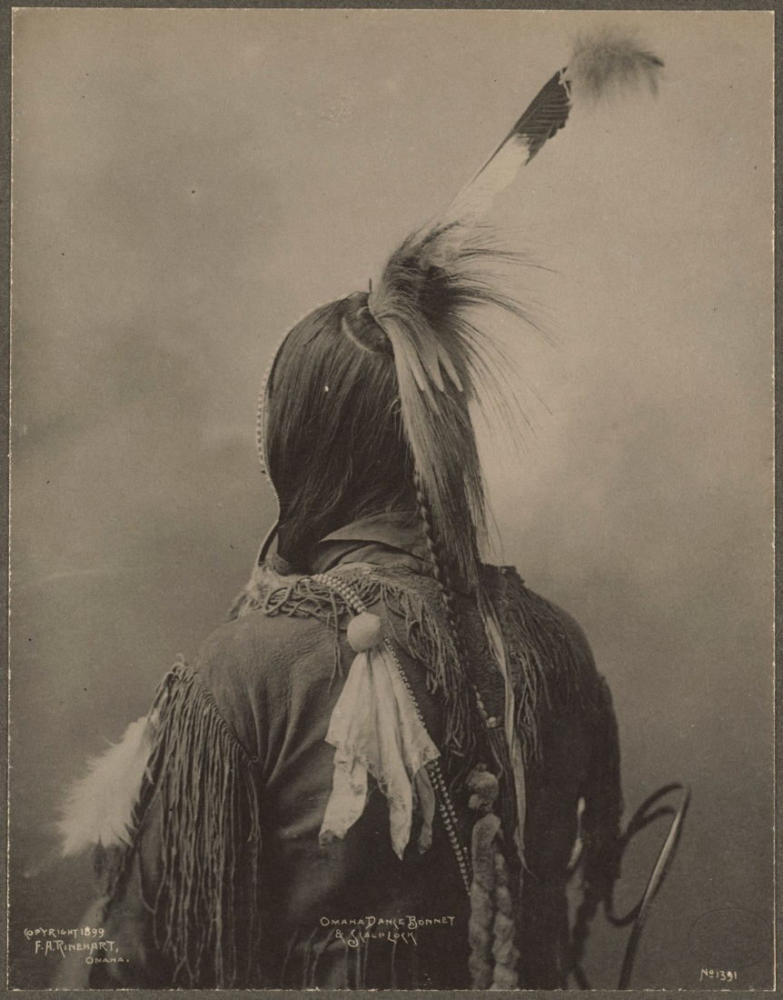 COPYRIGHT 1899
F. A. RINEHART,
OMAHA.
OMAHA DANCE BONNET
& SCALP LOCK
No 1391